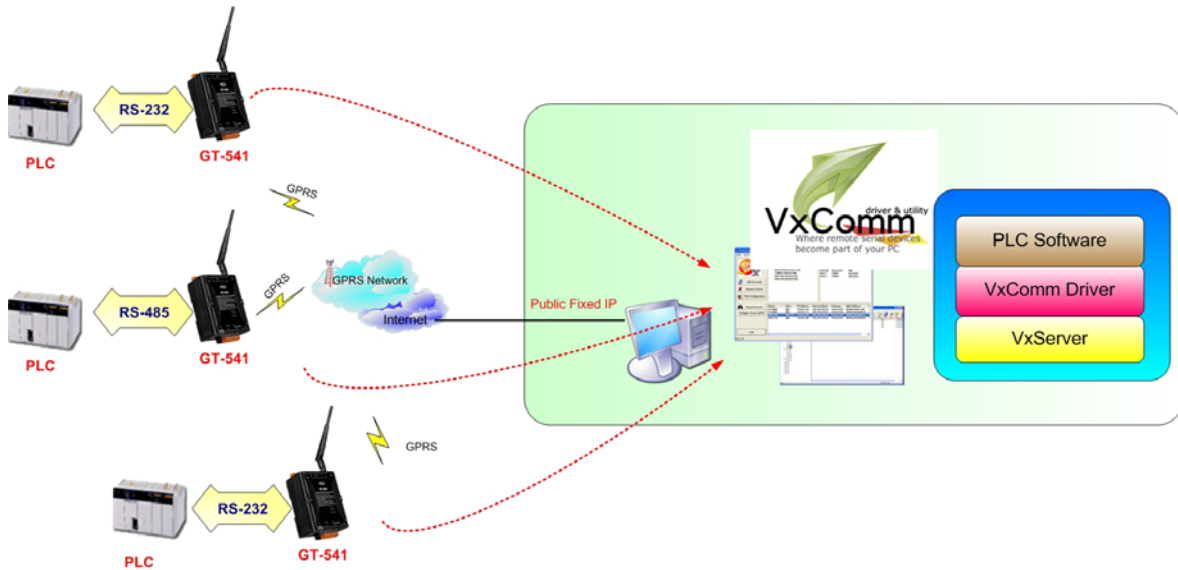 RS-232
PLC
GT-541
GPRS
RS-485
PLC
GT-541
GPRS
GPRS Network
Internet
Public Fixed IP
RS-232
PLC
GT-541
GPRS
driver & utility
VxComm
Where remote serial devices
become part of your PC
PLC Software
VxComm Driver
VxServer